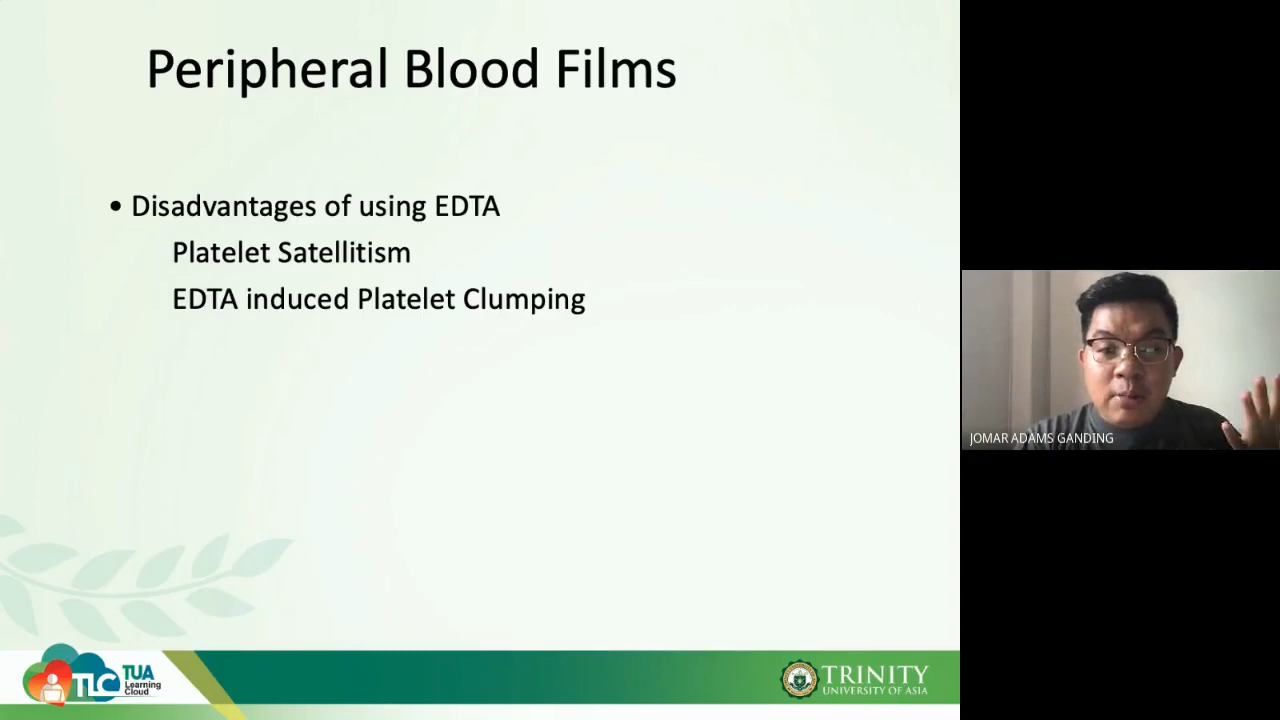 Peripheral Blood Films
• Disadvantages of using EDTA
Platelet Satellitism
EDTA induced Platelet Clumping
JOMAR ADAMS GANDING
TLC
TUA
Learning
Cloud
TRINITY
UNIVERSITY OF ASIA